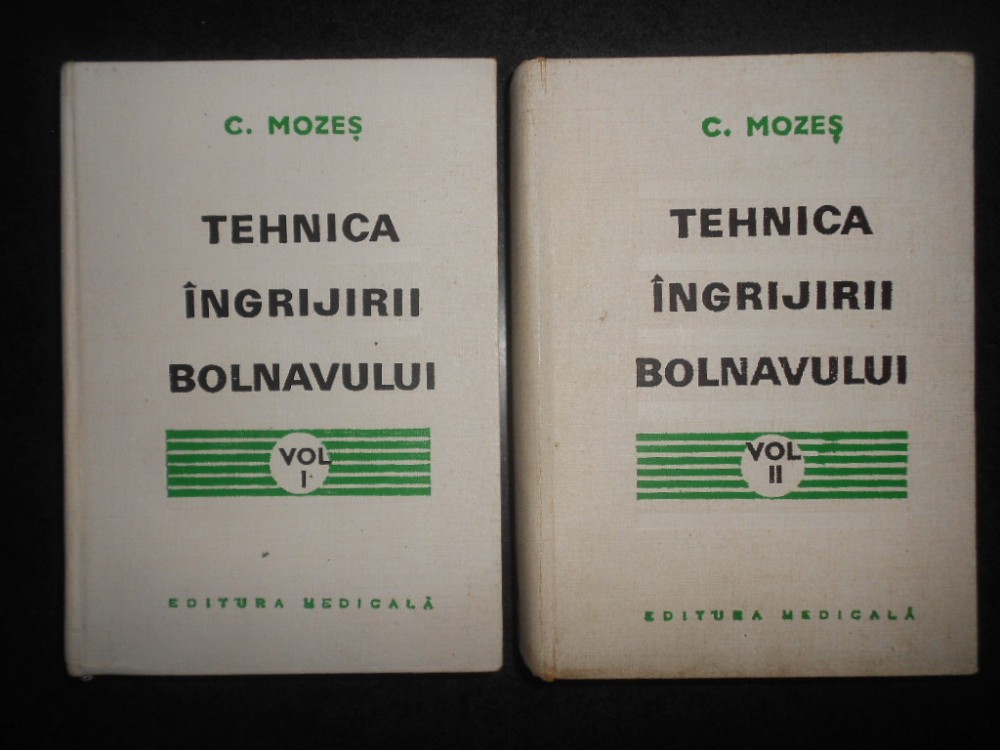 C. MOZEȘ
TEHNICA
ÎNGRIJIRII
BOLNAVULUI
VOL
I
EDITURA MEDICALĂ
C. MOZEȘ
TEHNICA
ÎNGRIJIRII
BOLNAVULUI
VOL
II
EDITURA MEDICALĂ